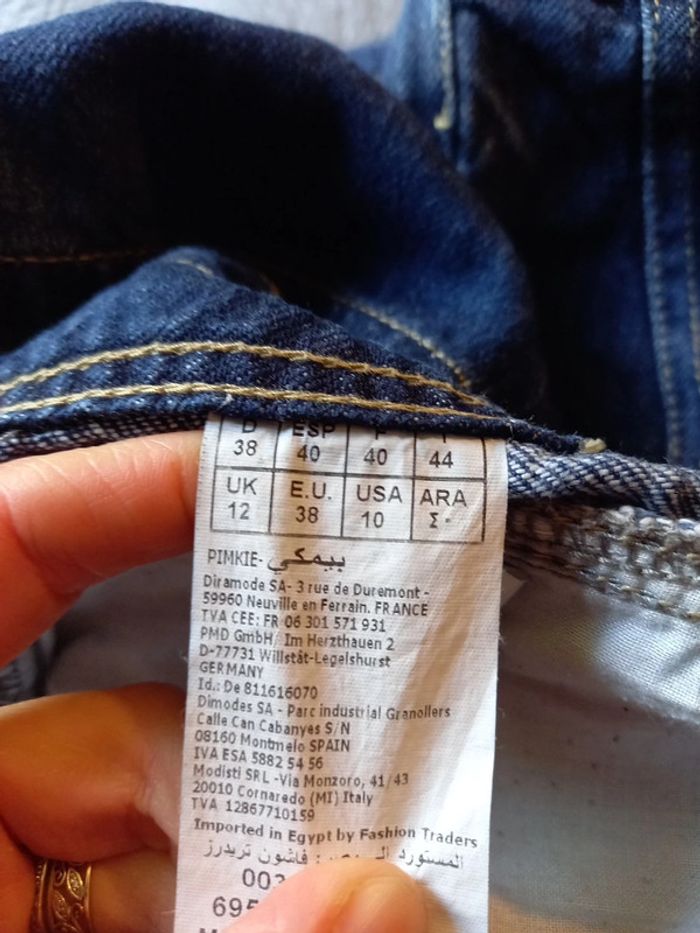 D ESP F I
38 40 40 44
UK E.U. USA ARA
12 38 10 ٤٠
PIMKIE- بيمكي
Diramode SA- 3 rue de Duremont -
59960 Neuville en Ferrain. FRANCE
TVA CEE: FR 06 301 571 931
PMD GmbH/ Im Herzthauen 2
D-77731 Willstät-Legelshurst
GERMANY
Id.: De 811616070
Dimodes SA - Parc industrial Granollers
Calle Can Cabanyes S/N
08160 Montmelo SPAIN
IVA ESA 5882 54 56
Modisti SRL -Via Monzoro, 41/43
20010 Cornaredo (MI) Italy
TVA 12867710159
Imported in Egypt by Fashion Traders
المستورد : فاشون تريدرز